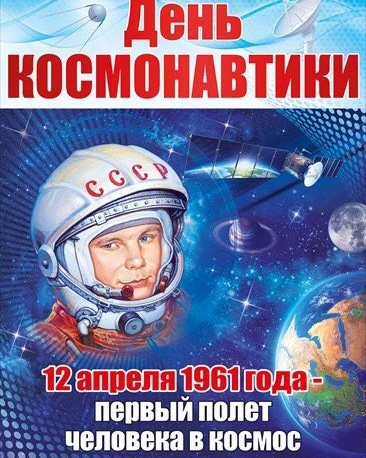 День
КОСМОНАВТИКИ
СССР
12 апреля 1961 года -
первый полет
человека в космос